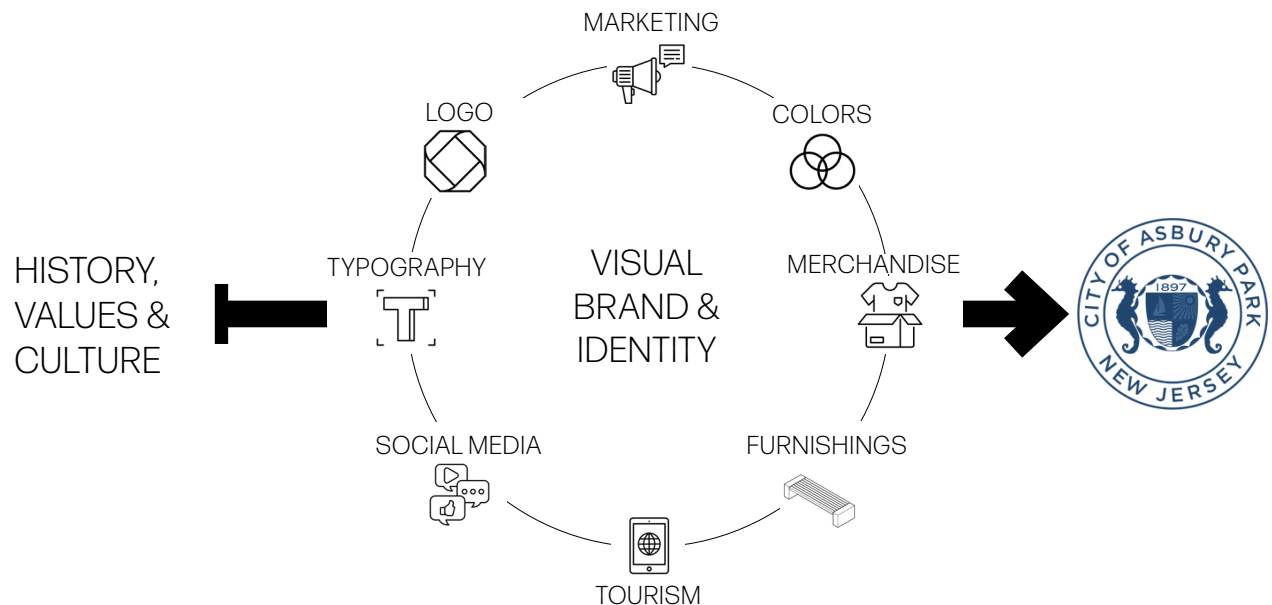 MARKETING
LOGO
COLORS
HISTORY,
VALUES &
CULTURE
TYPOGRAPHY
T
VISUAL
BRAND &
IDENTITY
MERCHANDISE
CITY OF ASBURY PARK
1897
NEW JERSEY
SOCIAL MEDIA
FURNISHINGS
TOURISM